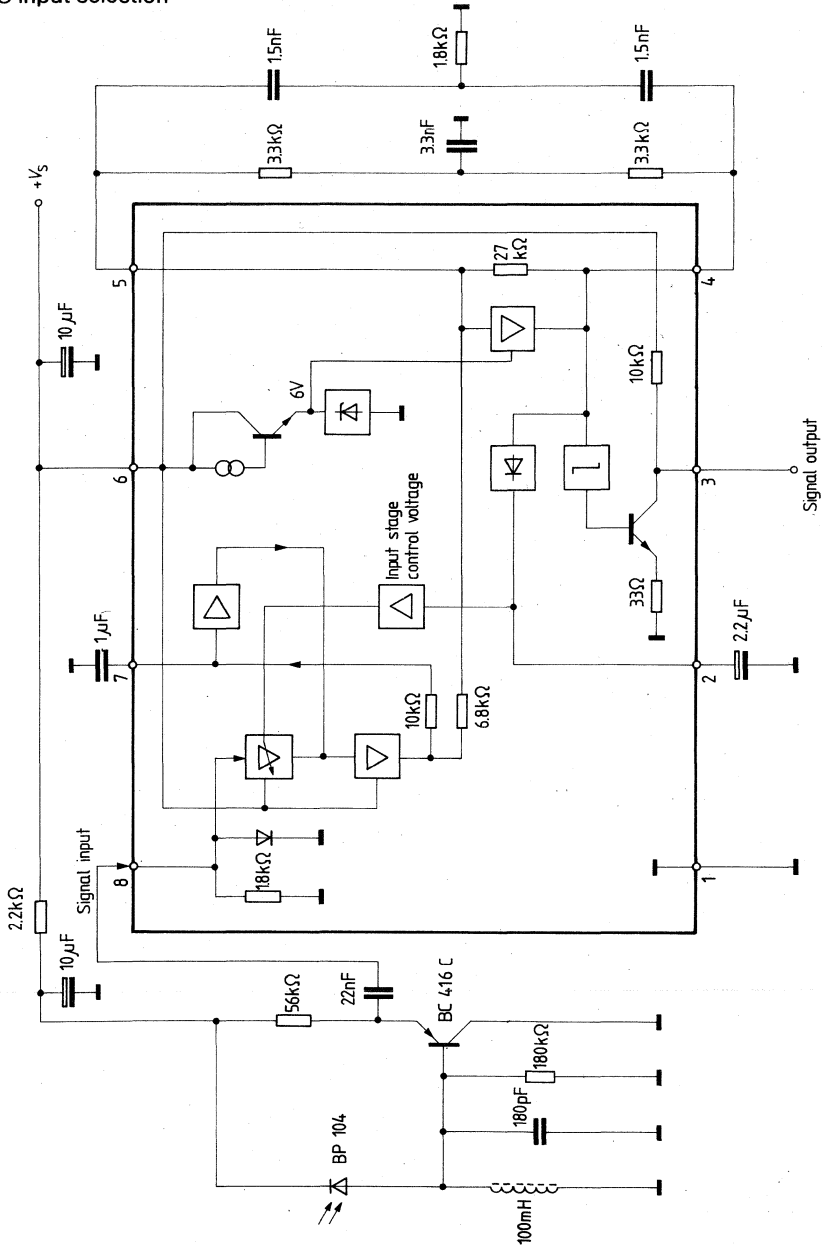 input selection
+Vs
10µF
2.2kΩ
10µF
1µF
Signal input
8
7
6
5
1.5nF
1.8kΩ
1.5nF
3.3kΩ
3.3nF
3.3kΩ
6V
27
kΩ
Input stage
control voltage
18kΩ
10kΩ
6.8kΩ
10kΩ
33Ω
56kΩ
22nF
BC 416 C
BP 104
180kΩ
180pF
100mH
1
2
3
4
2.2µF
Signal output